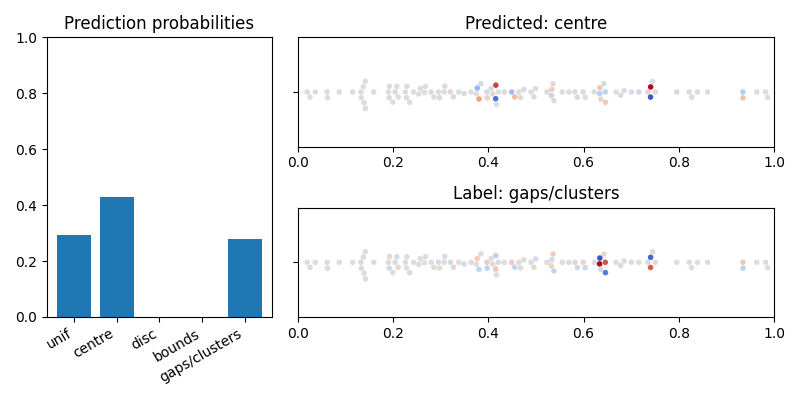 Prediction probabilities
1.0
0.8
0.6
0.4
0.2
0.0
unif
centre
disc
bounds
gaps/clusters
Predicted: centre
0.0 0.2 0.4 0.6 0.8 1.0
Label: gaps/clusters
0.0 0.2 0.4 0.6 0.8 1.0